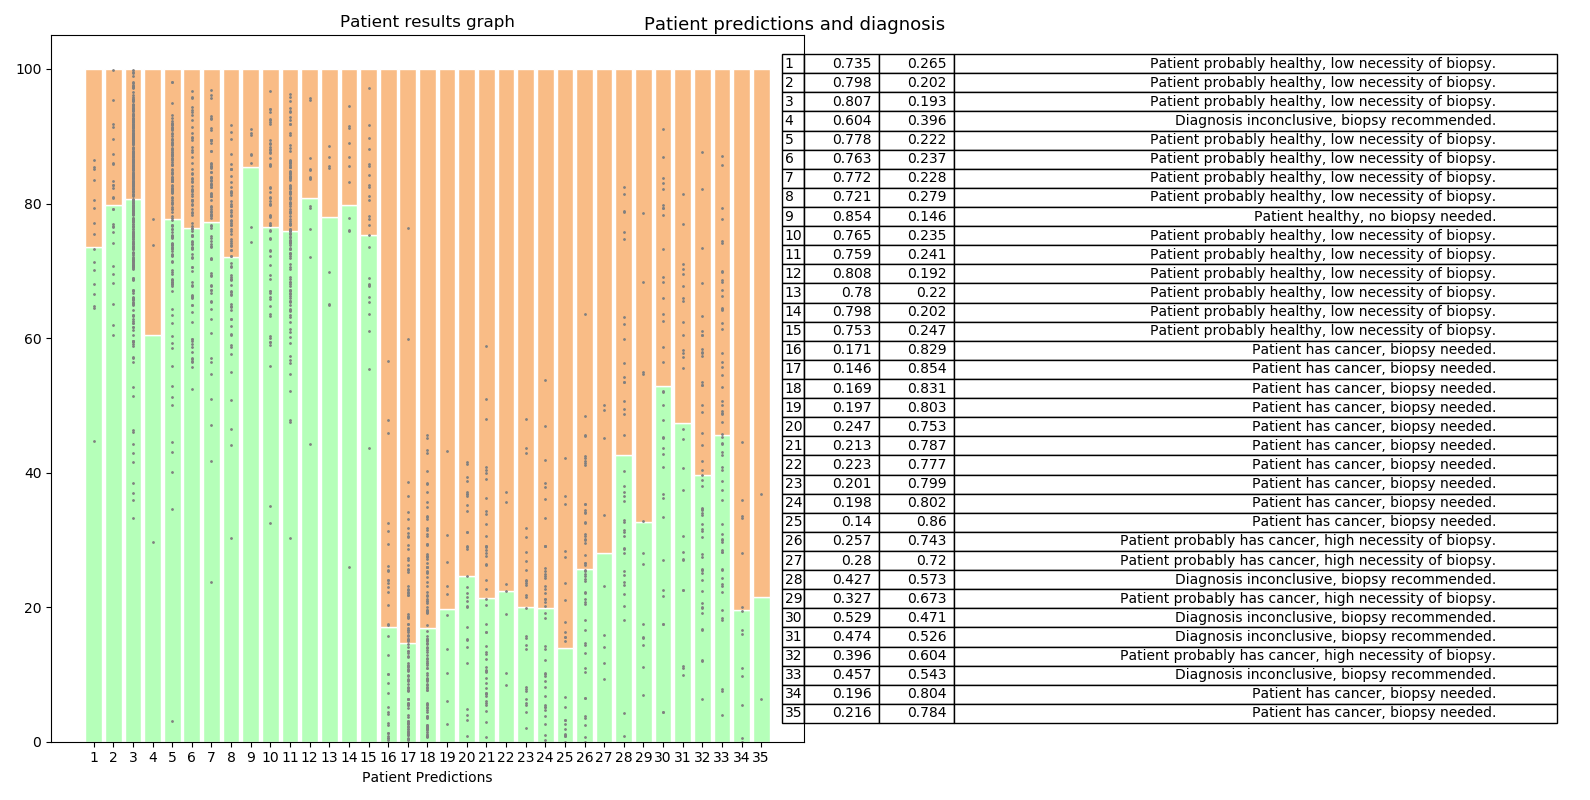 Patient results graph
Patient predictions and diagnosis
100
80
60
40
20
0
1 2 3 4 5 6 7 8 9 10 11 12 13 14 15 16 17 18 19 20 21 22 23 24 25 26 27 28 29 30 31 32 33 34 35
Patient Predictions
1 0.735 0.265 Patient probably healthy, low necessity of biopsy.
2 0.798 0.202 Patient probably healthy, low necessity of biopsy.
3 0.807 0.193 Patient probably healthy, low necessity of biopsy.
4 0.604 0.396 Diagnosis inconclusive, biopsy recommended.
5 0.778 0.222 Patient probably healthy, low necessity of biopsy.
6 0.763 0.237 Patient probably healthy, low necessity of biopsy.
7 0.772 0.228 Patient probably healthy, low necessity of biopsy.
8 0.721 0.279 Patient probably healthy, low necessity of biopsy.
9 0.854 0.146 Patient healthy, no biopsy needed.
10 0.765 0.235 Patient probably healthy, low necessity of biopsy.
11 0.759 0.241 Patient probably healthy, low necessity of biopsy.
12 0.808 0.192 Patient probably healthy, low necessity of biopsy.
13 0.78 0.22 Patient probably healthy, low necessity of biopsy.
14 0.798 0.202 Patient probably healthy, low necessity of biopsy.
15 0.753 0.247 Patient probably healthy, low necessity of biopsy.
16 0.171 0.829 Patient has cancer, biopsy needed.
17 0.146 0.854 Patient has cancer, biopsy needed.
18 0.169 0.831 Patient has cancer, biopsy needed.
19 0.197 0.803 Patient has cancer, biopsy needed.
20 0.247 0.753 Patient has cancer, biopsy needed.
21 0.213 0.787 Patient has cancer, biopsy needed.
22 0.223 0.777 Patient has cancer, biopsy needed.
23 0.201 0.799 Patient has cancer, biopsy needed.
24 0.198 0.802 Patient has cancer, biopsy needed.
25 0.14 0.86 Patient has cancer, biopsy needed.
26 0.257 0.743 Patient probably has cancer, high necessity of biopsy.
27 0.28 0.72 Patient probably has cancer, high necessity of biopsy.
28 0.427 0.573 Diagnosis inconclusive, biopsy recommended.
29 0.327 0.673 Patient probably has cancer, high necessity of biopsy.
30 0.529 0.471 Diagnosis inconclusive, biopsy recommended.
31 0.474 0.526 Diagnosis inconclusive, biopsy recommended.
32 0.396 0.604 Patient probably has cancer, high necessity of biopsy.
33 0.457 0.543 Diagnosis inconclusive, biopsy recommended.
34 0.196 0.804 Patient has cancer, biopsy needed.
35 0.216 0.784 Patient has cancer, biopsy needed.